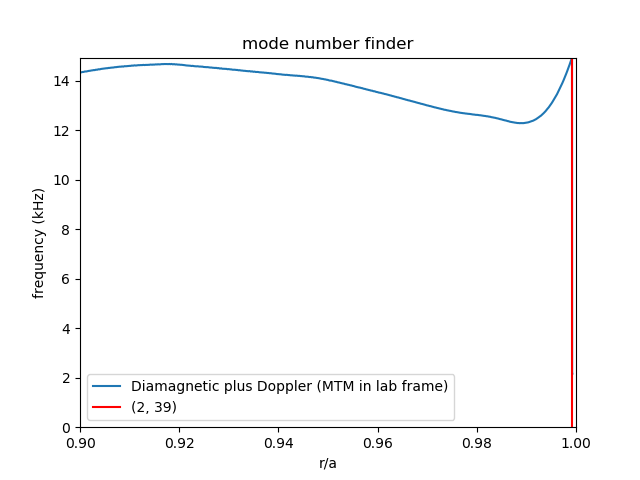 mode number finder
frequency (kHz)
14
12
10
8
6
4
2
0
Diamagnetic plus Doppler (MTM in lab frame)
(2, 39)
0.90 0.92 0.94 0.96 0.98 1.00
r/a